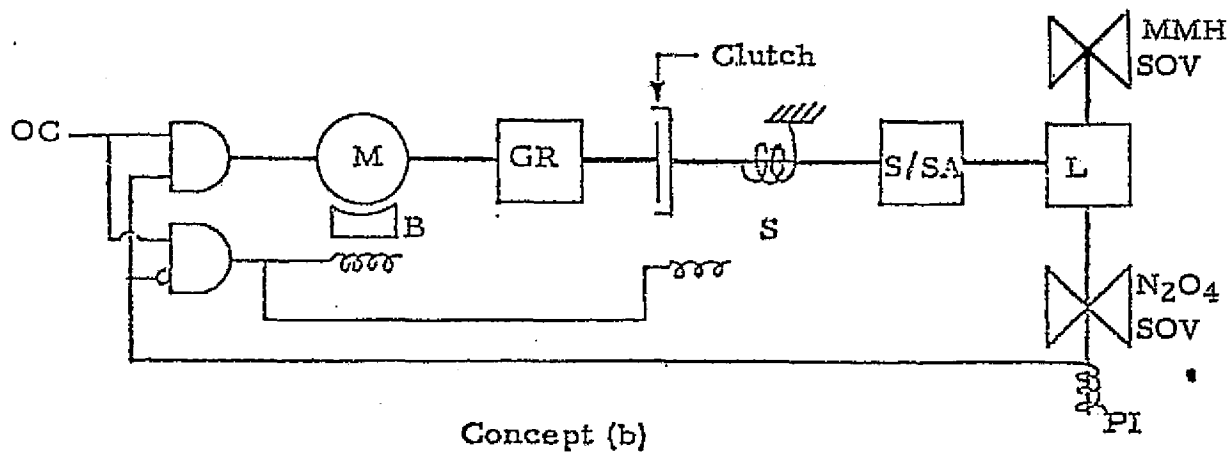 MMH
SOV
Clutch
OC
M
GR
S/SA
L
B
S
N₂O₄
SOV
PI
Concept (b)